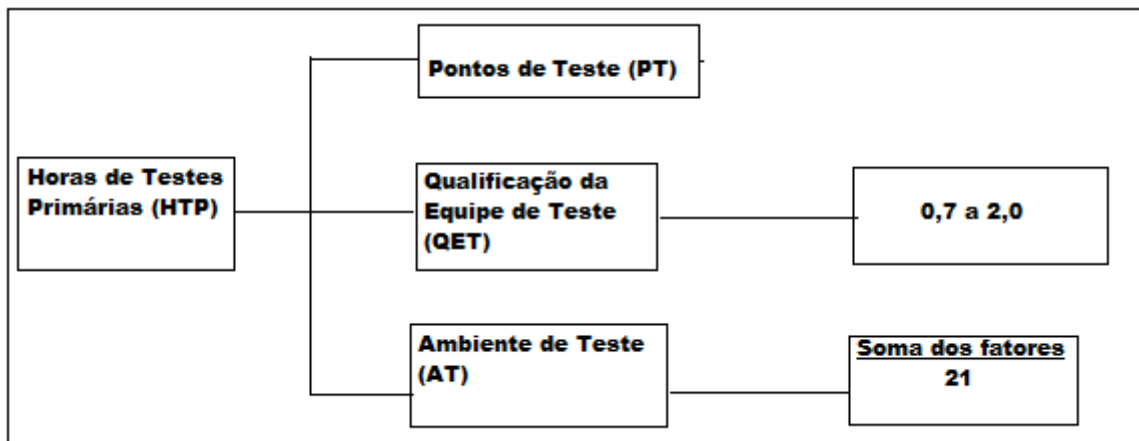 Pontos de Teste (PT)
Horas de Testes
Primárias (HTP)
Qualificação da
Equipe de Teste
(QET)
0,7 a 2,0
Ambiente de Teste
(AT)
Soma dos fatores
21